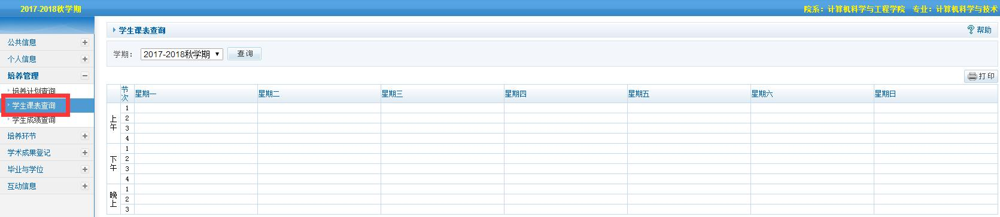 2017-2018秋学期
院系：计算机科学与工程学院 专业：计算机科学与技术
公共信息
个人信息
培养管理
培养计划查询
学生课表查询
学生成绩查询
培养环节
学术成果登记
毕业与学位
互动信息
学生课表查询
帮助
学期： 2017-2018秋学期 查询
打印
节次 星期一 星期二 星期三 星期四 星期五 星期六 星期日
上午
1
2
3
4
下午
1
2
3
4
晚上
1
2
3